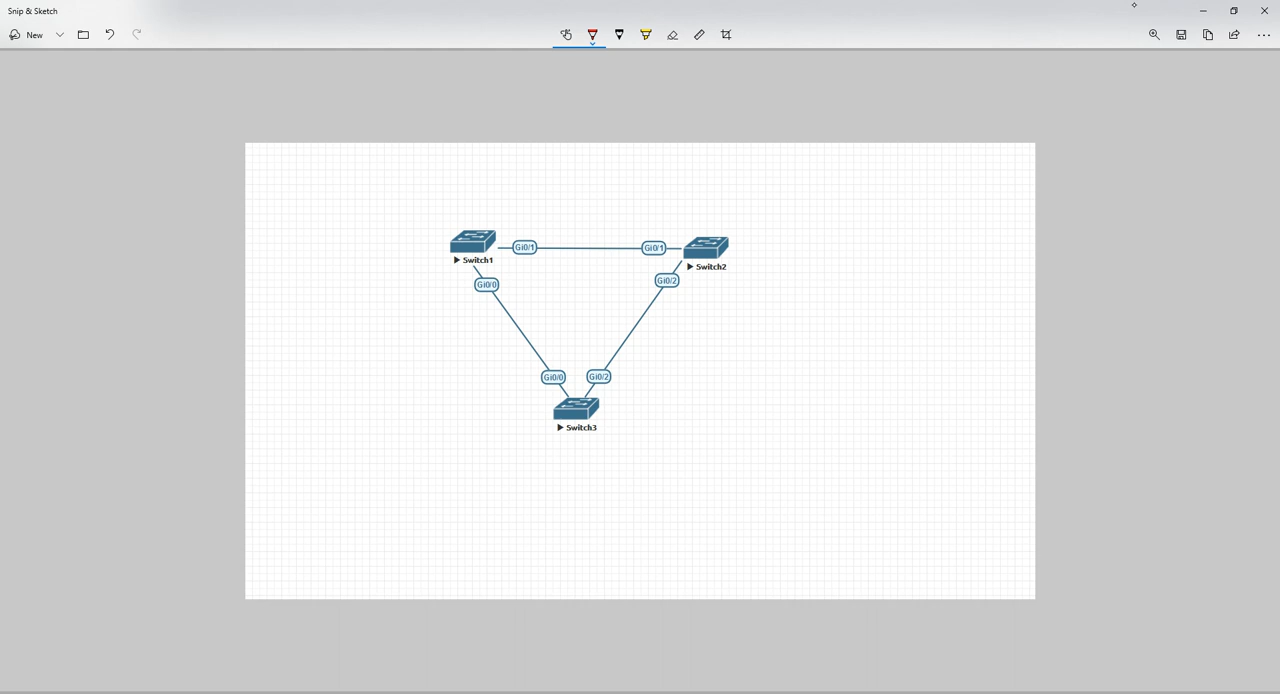 Snip & Sketch
New
Gi0/1
Gi0/1
Switch1
Switch2
Gi0/0
Gi0/2
Gi0/0
Gi0/2
Switch3